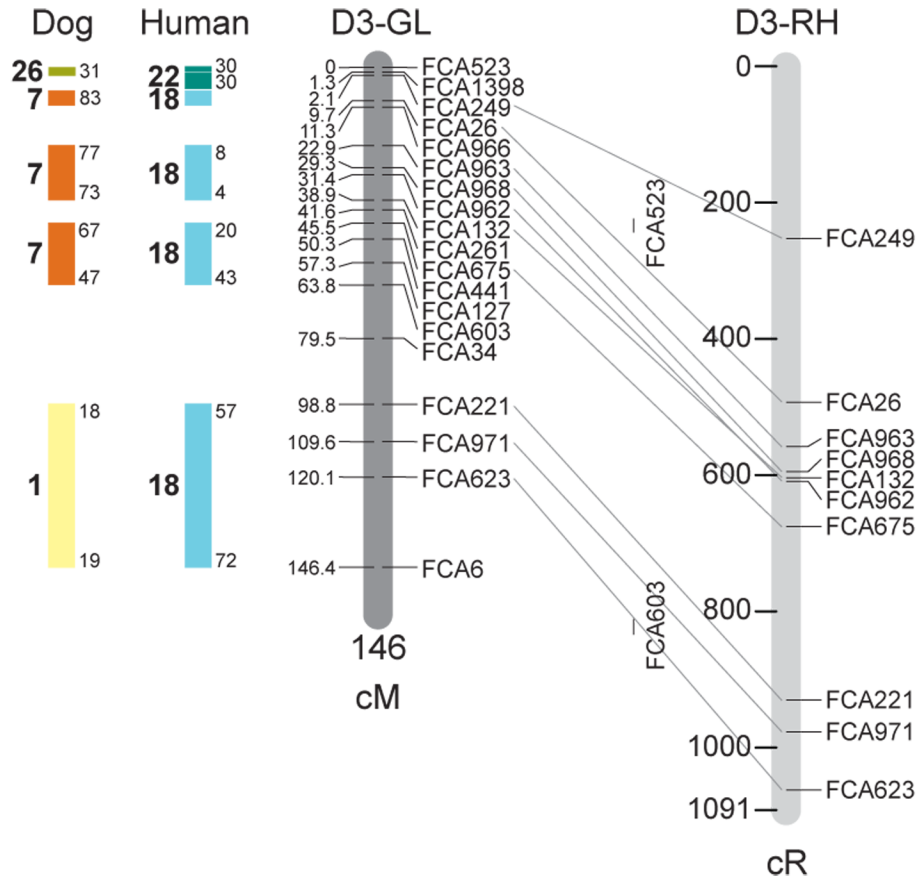 Dog Human D3-GL D3-RH
26 31
7 83
7 77 73
7 67 47
1 18 19
22 30 30
18
18 8 4
18 20 43
18 57 72
0 FCA523
1.3 FCA1398
2.1 FCA249
9.7 FCA26
11.3 FCA966
22.9 FCA963
29.3 FCA968
31.4 FCA962
38.9 FCA132
41.6 FCA261
45.5 FCA675
50.3 FCA441
57.3 FCA127
63.8 FCA603
79.5 FCA34
98.8 FCA221
109.6 FCA971
120.1 FCA623
146.4 FCA6
146
cM
FCA523
FCA603
0
200
FCA249
400
FCA26
FCA963
FCA968
600 FCA132
FCA962
FCA675
800
FCA221
FCA971
1000
FCA623
1091
cR